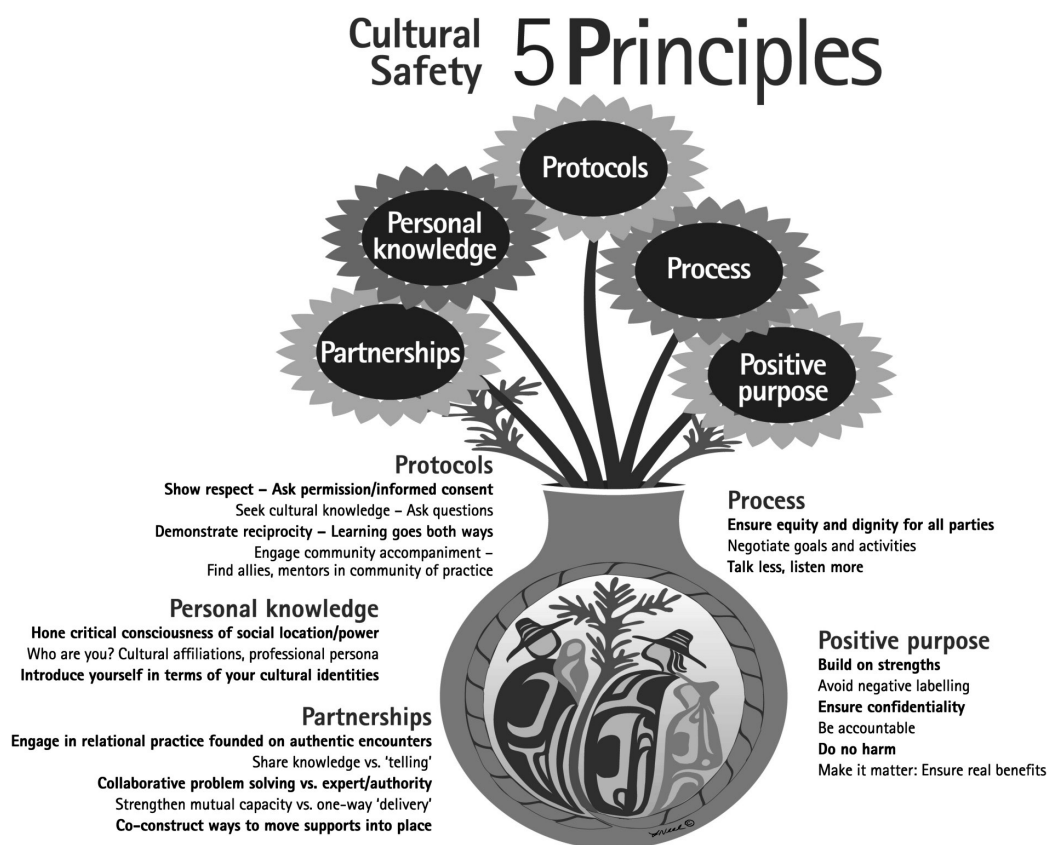 Cultural
Safety
5 Principles
Protocols
Personal
knowledge
Process
Partnerships
Positive
purpose
Protocols
Show respect – Ask permission/informed consent
Seek cultural knowledge – Ask questions
Demonstrate reciprocity – Learning goes both ways
Engage community accompaniment –
Find allies, mentors in community of practice
Personal knowledge
Hone critical consciousness of social location/power
Who are you? Cultural affiliations, professional persona
Introduce yourself in terms of your cultural identities
Partnerships
Engage in relational practice founded on authentic encounters
Share knowledge vs. ‘telling’
Collaborative problem solving vs. expert/authority
Strengthen mutual capacity vs. one-way ‘delivery’
Co-construct ways to move supports into place
Process
Ensure equity and dignity for all parties
Negotiate goals and activities
Talk less, listen more
Positive purpose
Build on strengths
Avoid negative labelling
Ensure confidentiality
Be accountable
Do no harm
Make it matter: Ensure real benefits
©